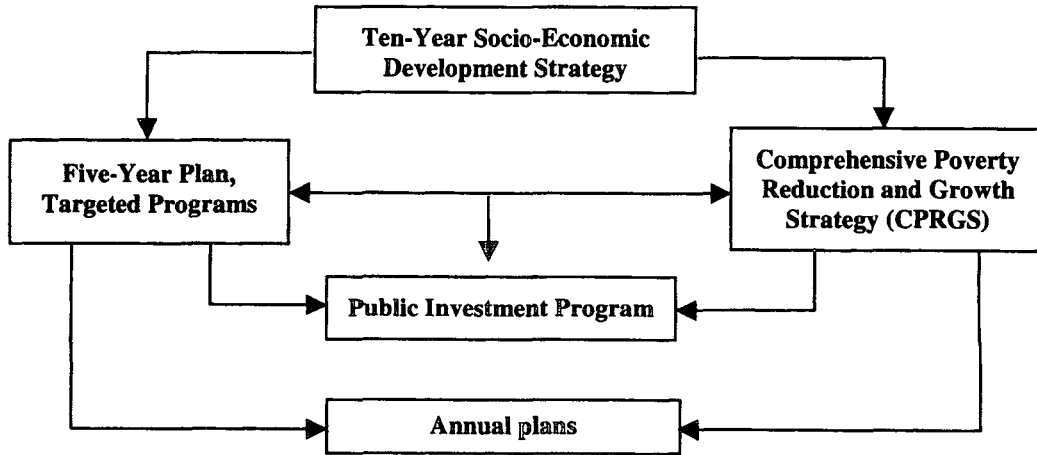 Ten-Year Socio-Economic
Development Strategy
Five-Year Plan,
Targeted Programs
Comprehensive Poverty
Reduction and Growth
Strategy (CPRGS)
Public Investment Program
Annual plans